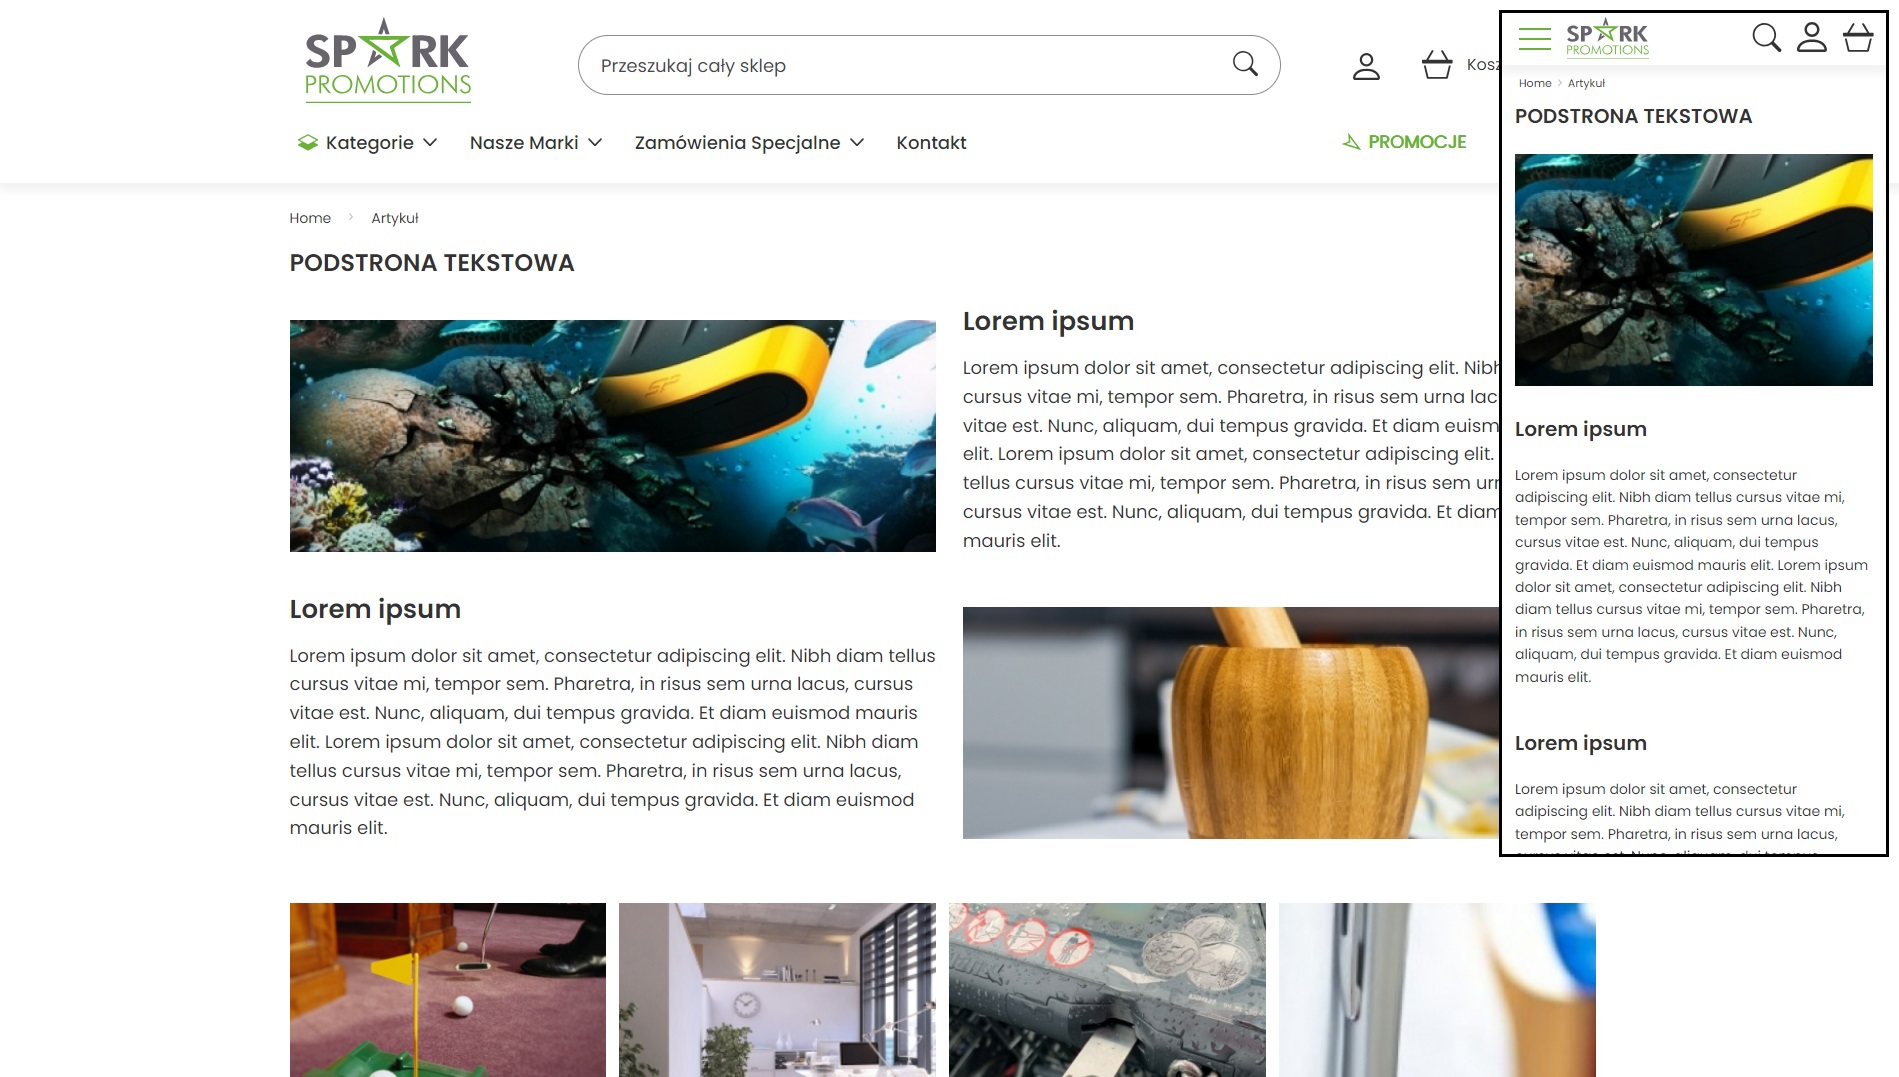 SPARK
PROMOTIONS
Przeszukaj cały sklep
Kosz
Kategorie
Nasze Marki
Zamówienia Specjalne
Kontakt
PROMOCJE
Home
Artykuł
PODSTRONA TEKSTOWA
SP
Lorem ipsum
Lorem ipsum dolor sit amet, consectetur adipiscing elit. Nibh
cursus vitae mi, tempor sem. Pharetra, in risus sem urna lac
vitae est. Nunc, aliquam, dui tempus gravida. Et diam euism
elit. Lorem ipsum dolor sit amet, consectetur adipiscing elit.
tellus cursus vitae mi, tempor sem. Pharetra, in risus sem urr
cursus vitae est. Nunc, aliquam, dui tempus gravida. Et diam
mauris elit.
Lorem ipsum
Lorem ipsum dolor sit amet, consectetur adipiscing elit. Nibh diam tellus
cursus vitae mi, tempor sem. Pharetra, in risus sem urna lacus, cursus
vitae est. Nunc, aliquam, dui tempus gravida. Et diam euismod mauris
elit. Lorem ipsum dolor sit amet, consectetur adipiscing elit. Nibh diam
tellus cursus vitae mi, tempor sem. Pharetra, in risus sem urna lacus,
cursus vitae est. Nunc, aliquam, dui tempus gravida. Et diam euismod
mauris elit.
SPARK
PROMOTIONS
Home
Artykuł
PODSTRONA TEKSTOWA
SP
Lorem ipsum
Lorem ipsum dolor sit amet, consectetur
adipiscing elit. Nibh diam tellus cursus vitae mi,
tempor sem. Pharetra, in risus sem urna lacus,
cursus vitae est. Nunc, aliquam, dui tempus
gravida. Et diam euismod mauris elit. Lorem ipsum
dolor sit amet, consectetur adipiscing elit. Nibh
diam tellus cursus vitae mi, tempor sem. Pharetra,
in risus sem urna lacus, cursus vitae est. Nunc,
aliquam, dui tempus gravida. Et diam euismod
mauris elit.
Lorem ipsum
Lorem ipsum dolor sit amet, consectetur
adipiscing elit. Nibh diam tellus cursus vitae mi,
tempor sem. Pharetra, in risus sem urna lacus,
cursus vitae est. Nunc, aliquam, dui tempus